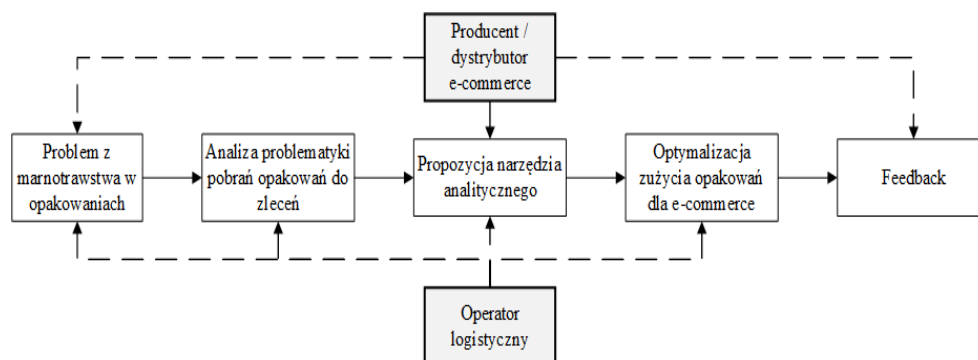 Producent /
dystrybutor
e-commerce
Problem z
marnotrawstwa w
opakowaniach
Analiza problematyki
pobrań opakowań do
zleceń
Propozycja narzędzia
analitycznego
Optymalizacja
zużycia opakowań
dla e-commerce
Feedback
Operator
logistyczny